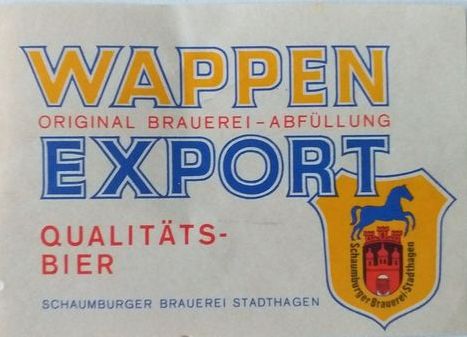 WAPPEN
ORIGINAL BRAUEREI-ABFÜLLUNG
EXPORT
QUALITÄTS-
BIER
SCHAUMBURGER BRAUEREI STADTHAGEN
Schaumburger Brauerei Stadthagen